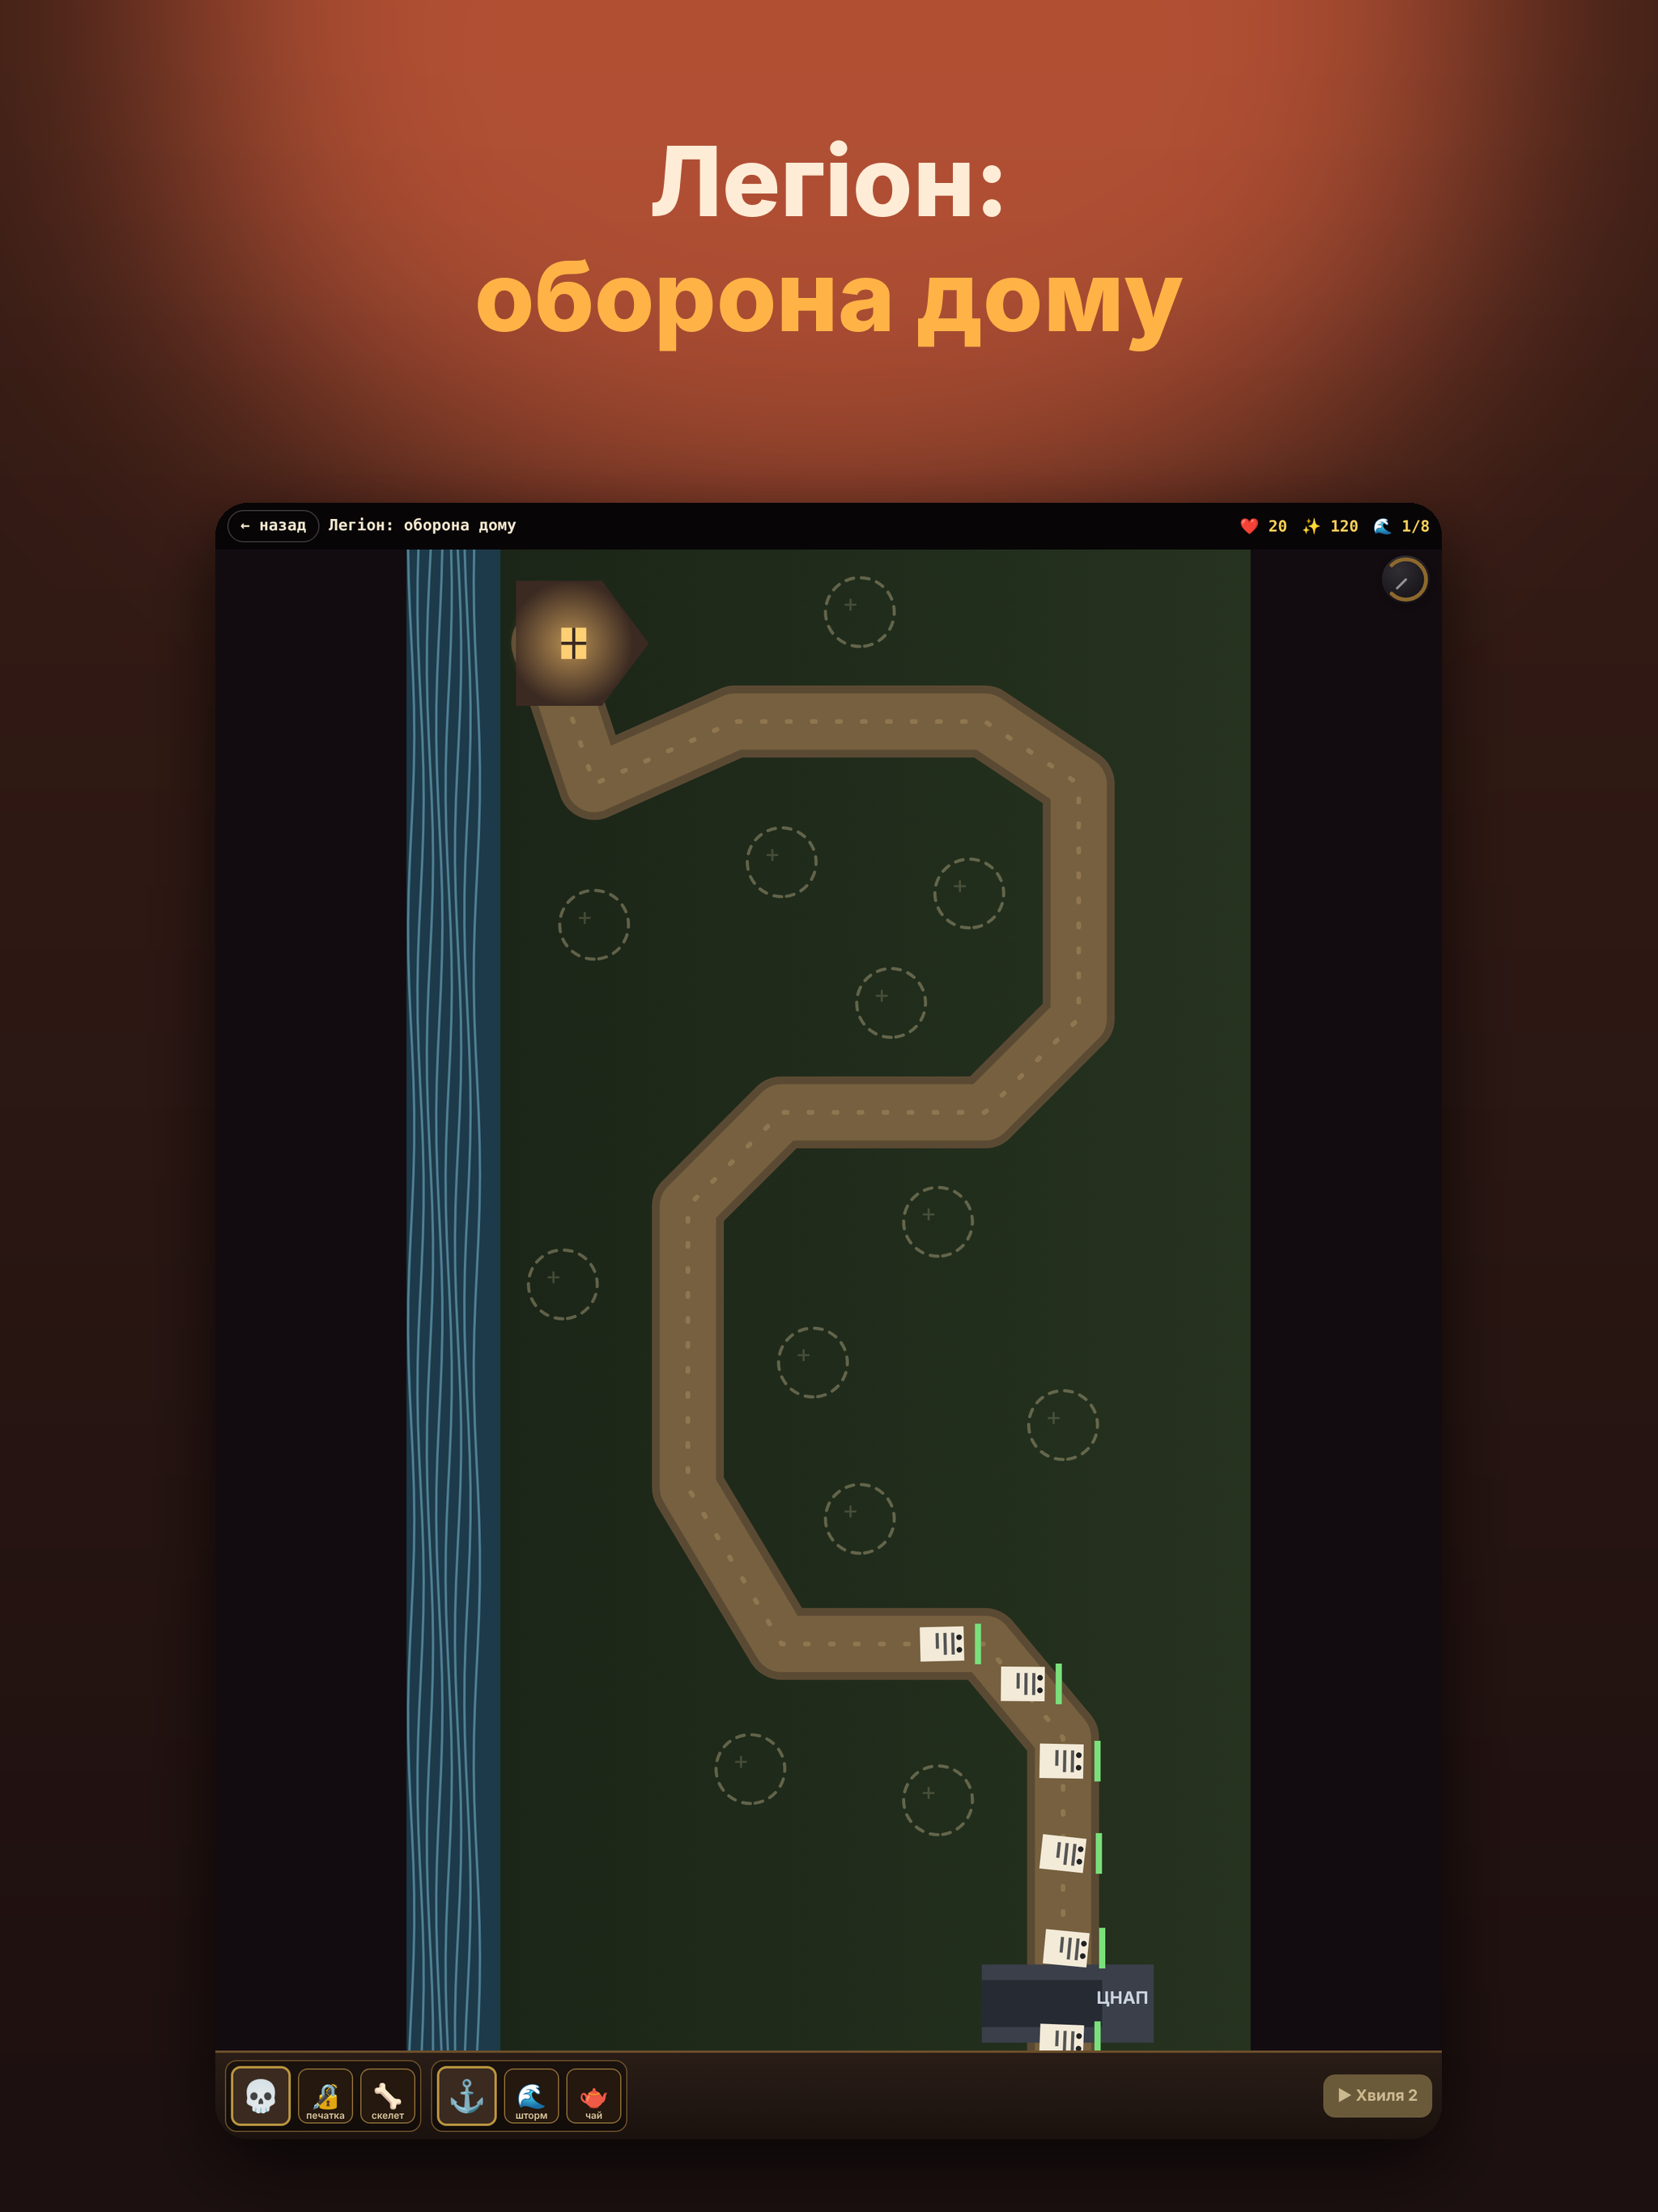 Легіон:
оборона дому
← назад Легіон: оборона дому ❤️ 20 ✨ 120 🌊 1/8
ЦНАП
печатка скелет шторм чай
▶ Хвиля 2